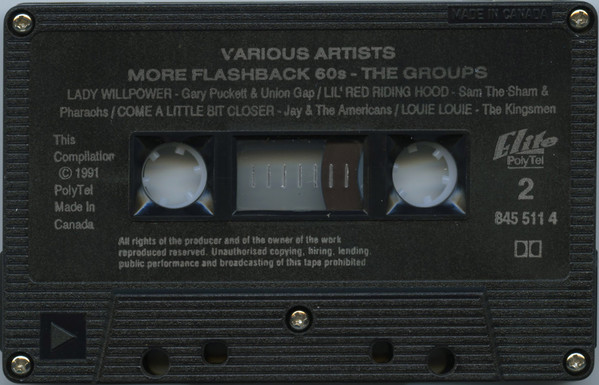 MADE IN CANADA
VARIOUS ARTISTS
MORE FLASHBACK 60s - THE GROUPS
LADY WILLPOWER - Gary Puckett & Union Gap / LIL' RED RIDING HOOD - Sam The Sham &
Pharaohs / COME A LITTLE BIT CLOSER - Jay & The Americans / LOUIE LOUIE - The Kingsmen
This
Compilation
© 1991
PolyTel
Made In
Canada
Elite
PolyTel
2
845 511 4
All rights of the producer and of the owner of the work
reproduced reserved. Unauthorised copying, hiring, lending
public performance and broadcasting of this tape prohibited